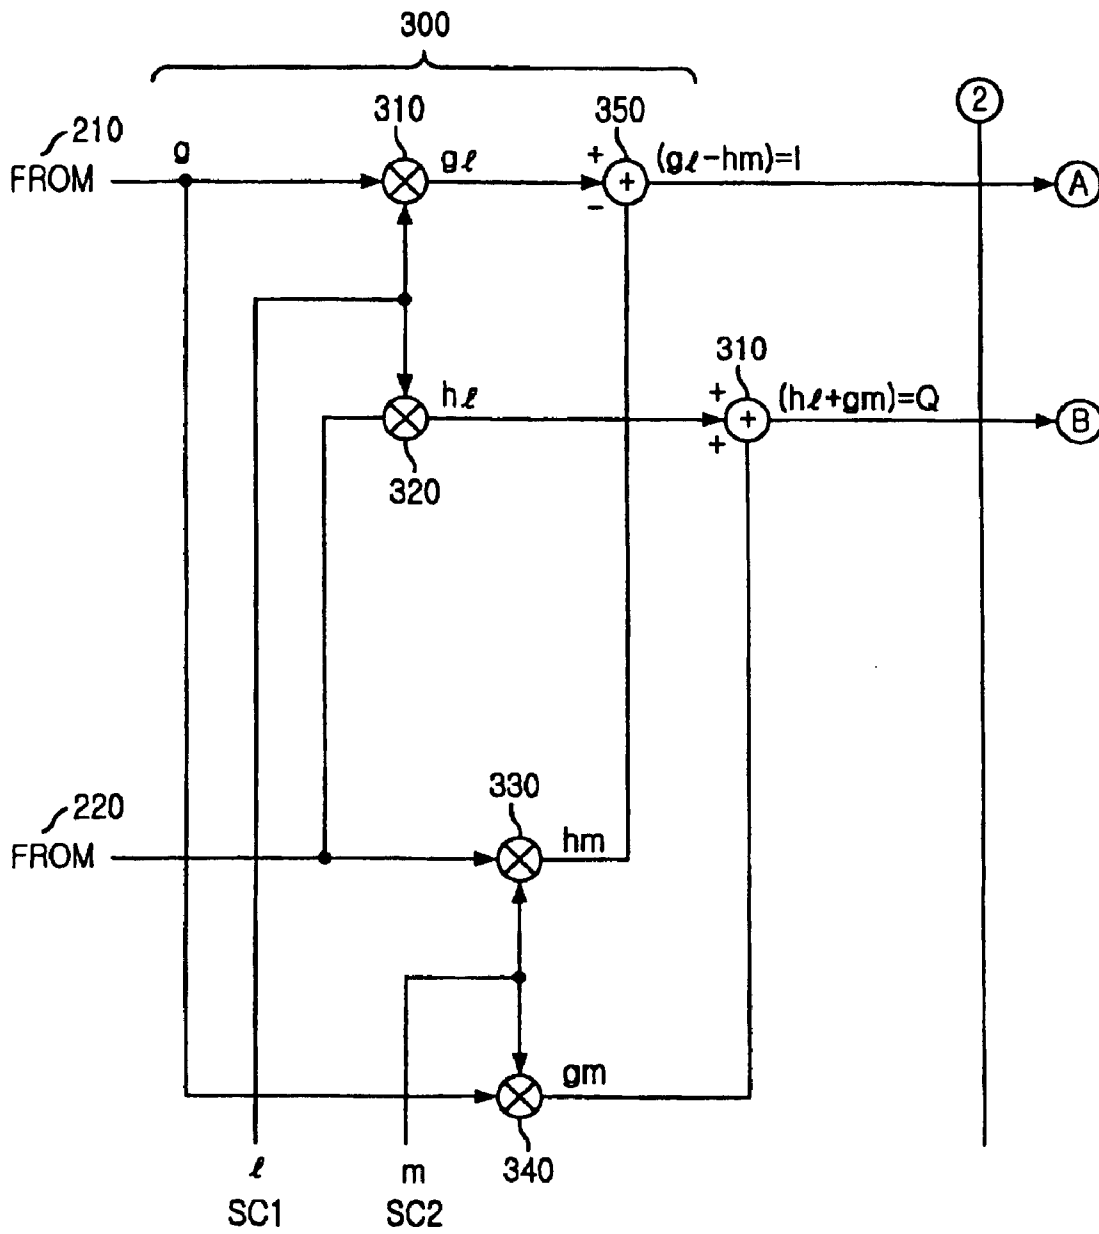 300
310
350
2
210
g
gℓ
+
(gℓ-hm)=I
FROM
+
A
-
310
hℓ
+
(hℓ+gm)=Q
+
B
+
320
330
220
hm
FROM
gm
340
ℓ
m
SC1
SC2